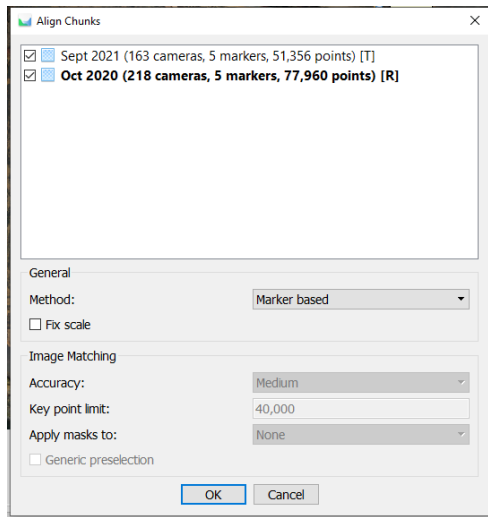 Align Chunks
Sept 2021 (163 cameras, 5 markers, 51,356 points) [T]
Oct 2020 (218 cameras, 5 markers, 77,960 points) [R]
General
Method: Marker based
Fix scale
Image Matching
Accuracy: Medium
Key point limit: 40,000
Apply masks to: None
Generic preselection
OK Cancel